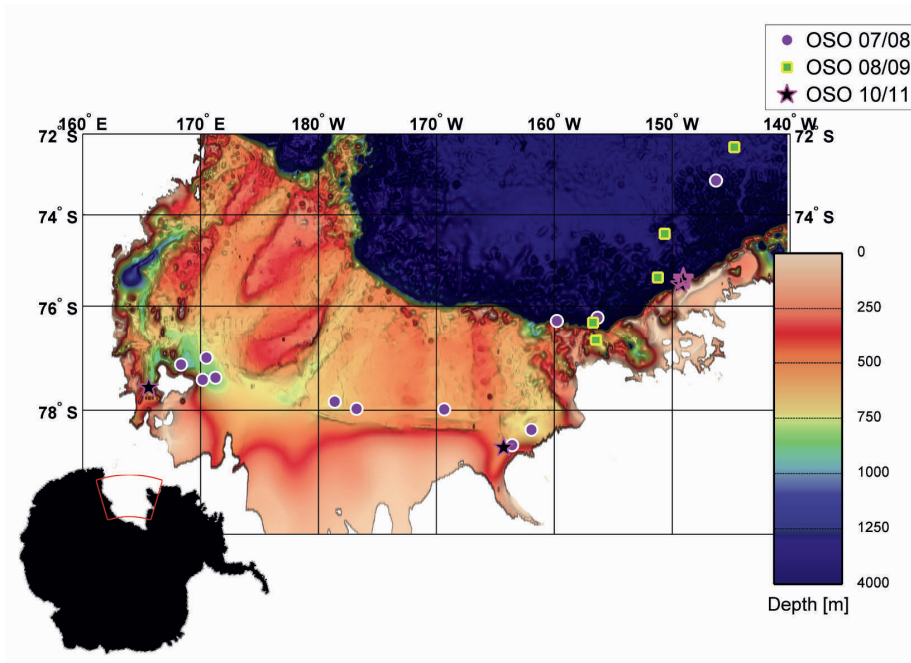 OSO 07/08
OSO 08/09
OSO 10/11
160° E
170° E
180° W
170° W
160° W
150° W
140° W
72° S
72° S
74° S
74° S
76° S
78° S
0
250
500
750
1000
1250
4000
Depth [m]